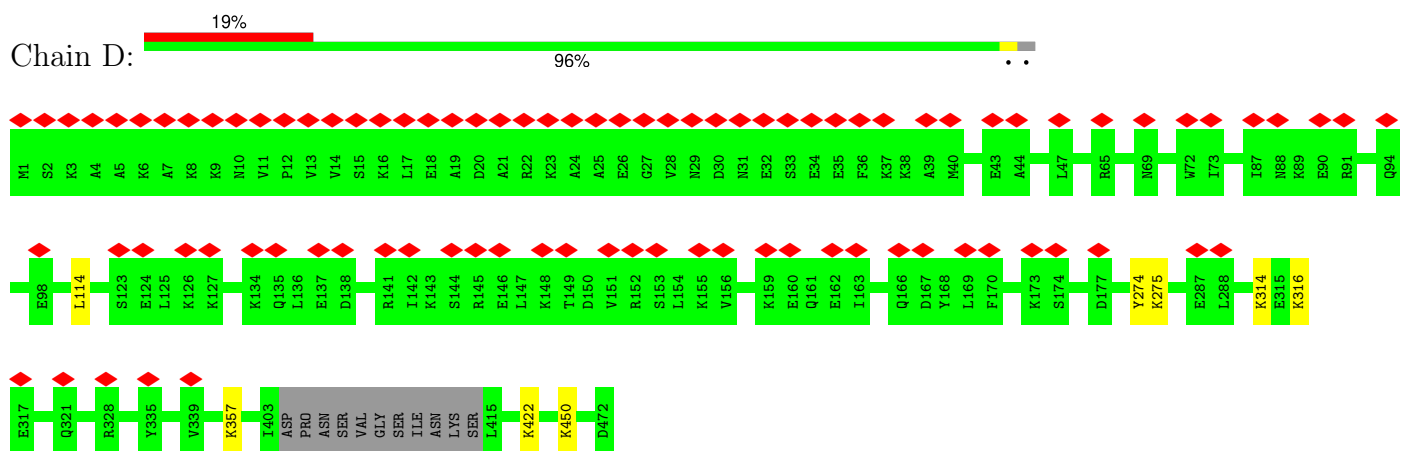 19%
Chain D:
96%
• •
M1 S2 K3 A4 A5 K6 A7 K8 K9 N10 V11 P12 V13 V14 S15 K16 L17 E18 A19 D20 A21 R22 K23 A24 A25 E26 G27 V28 N29 D30 N31 E32 S33 E34 E35 F36 K37 K38 A39 M40 E43 A44 L47 R65 N69 W72 I73 I87 N88 K89 E90 R91 Q94
E98 L114 S123 E124 L125 K126 K127 K134 Q135 L136 E137 D138 R141 I142 K143 S144 R145 E146 L147 K148 T149 D150 V151 R152 S153 L154 K155 V156 K159 E160 Q161 E162 I163 Q166 D167 Y168 L169 F170 K173 S174 D177 Y274 K275 E287 L288 K314 E315 K316
E317 Q321 R328 Y335 V339 K357 I403 ASP PRO ASN SER VAL GLY SER ILE ASN LYS SER L415 K422 K450 D472